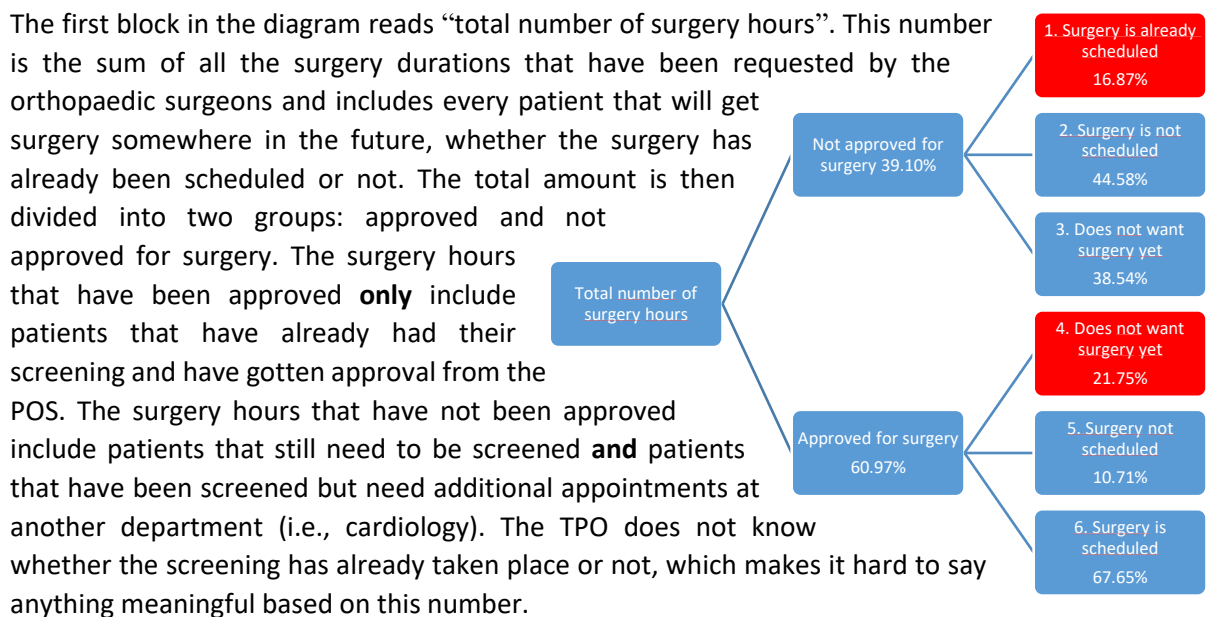 The first block in the diagram reads “total number of surgery hours”. This number
is the sum of all the surgery durations that have been requested by the
orthopaedic surgeons and includes every patient that will get
surgery somewhere in the future, whether the surgery has
already been scheduled or not. The total amount is then
divided into two groups: approved and not
approved for surgery. The surgery hours
that have been approved only include
patients that have already had their
screening and have gotten approval from the
POS. The surgery hours that have not been approved
include patients that still need to be screened and patients
that have been screened but need additional appointments at
another department (i.e., cardiology). The TPO does not know
whether the screening has already taken place or not, which makes it hard to say
anything meaningful based on this number.
Total number of
surgery hours
Not approved for
surgery 39.10%
Approved for surgery
60.97%
1. Surgery is already
scheduled
16.87%
2. Surgery is not
scheduled
44.58%
3. Does not want
surgery yet
38.54%
4. Does not want
surgery yet
21.75%
5. Surgery not
scheduled
10.71%
6. Surgery is
scheduled
67.65%